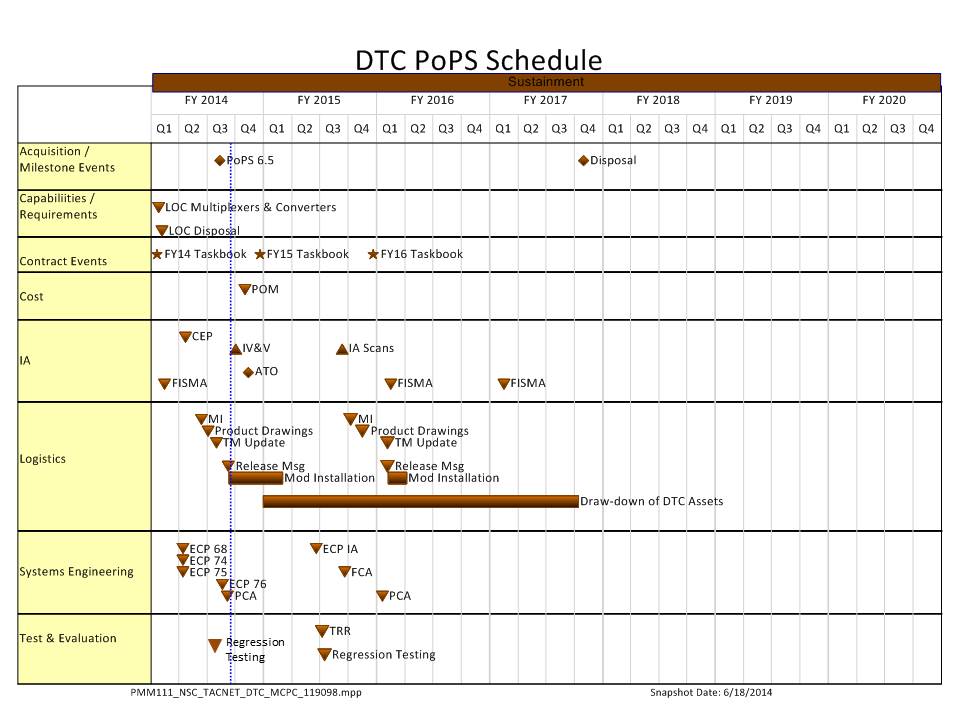 DTC PoPS Schedule
Sustainment
FY 2014 FY 2015 FY 2016 FY 2017 FY 2018 FY 2019 FY 2020
Q1 Q2 Q3 Q4 Q1 Q2 Q3 Q4 Q1 Q2 Q3 Q4 Q1 Q2 Q3 Q4 Q1 Q2 Q3 Q4 Q1 Q2 Q3 Q4 Q1 Q2 Q3 Q4
Acquisition /
Milestone Events
PoPS 6.5 Disposal
Capabiliities /
Requirements
LOC Multiplexers & Converters
LOC Disposal
Contract Events
FY14 Taskbook FY15 Taskbook FY16 Taskbook
Cost
POM
IA
CEP
IV&V IA Scans
ATO
FISMA FISMA FISMA
Logistics
MI MI
Product Drawings Product Drawings
TM Update TM Update
Release Msg Release Msg
Mod Installation Mod Installation
Draw-down of DTC Assets
Systems Engineering
ECP 68 ECP IA
ECP 74
ECP 75 FCA
ECP 76
PCA PCA
Test & Evaluation
TRR
Regression
Testing
Regression Testing
PMM111_NSC_TACNET_DTC_MCPC_119098.mpp Snapshot Date: 6/18/2014